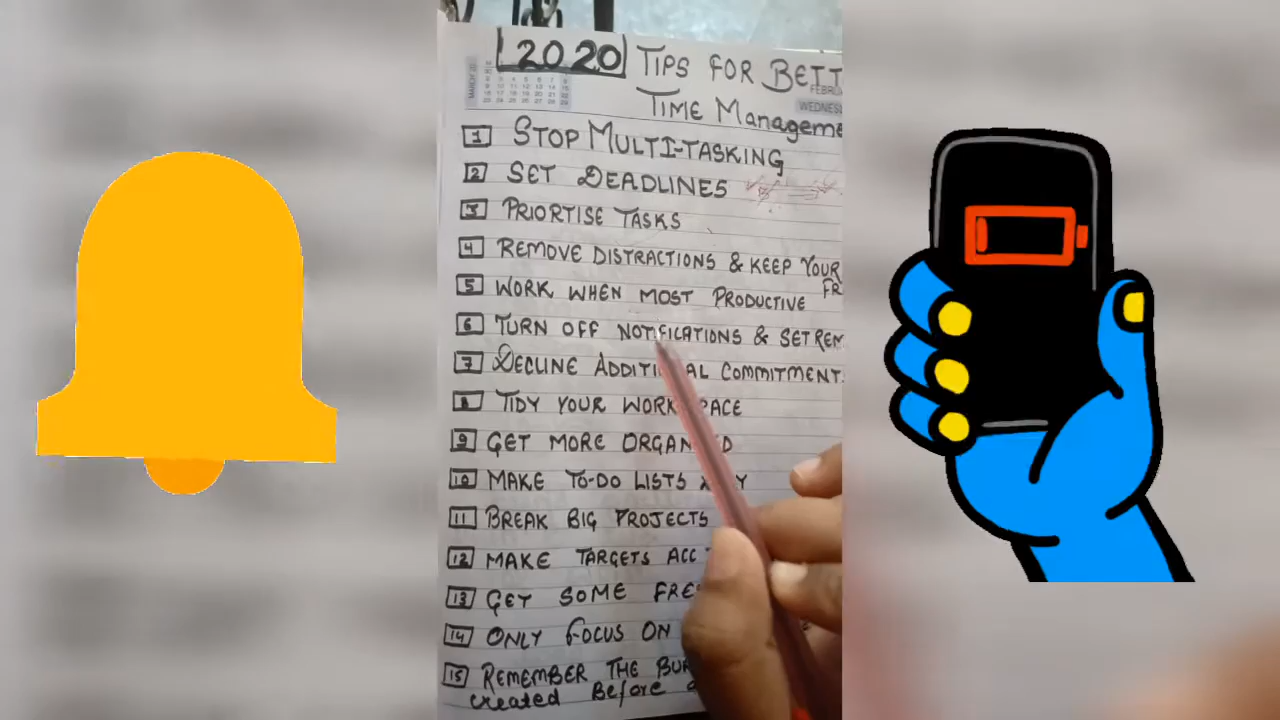 2020 TIPS FOR BETT
TIME Manageme
1 STOP MULTI-TASKING
2 SET DEADLINES
3 PRIORTISE TASKS
4 REMOVE DISTRACTIONS & KEEP YOUR
FR
5 WORK WHEN MOST PRODUCTIVE
6 TURN OFF NOTIFICATIONS & SET REM
7 DECLINE ADDITI AL COMMITMENT
8 TIDY YOUR WORK PACE
9 GET MORE ORGAN D
10 MAKE TO-DO LISTS
11 BREAK BIG PROJECTS
12 MAKE TARGETS ACC
13 GET SOME FRE
14 ONLY FOCUS ON
15 REMEMBER THE BUR
created Before